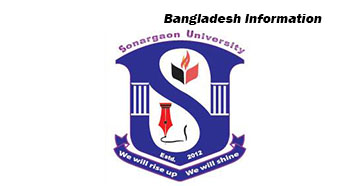 Bangladesh Information
Sonargaon University
S
Estd. 2012
We will rise up We will shine